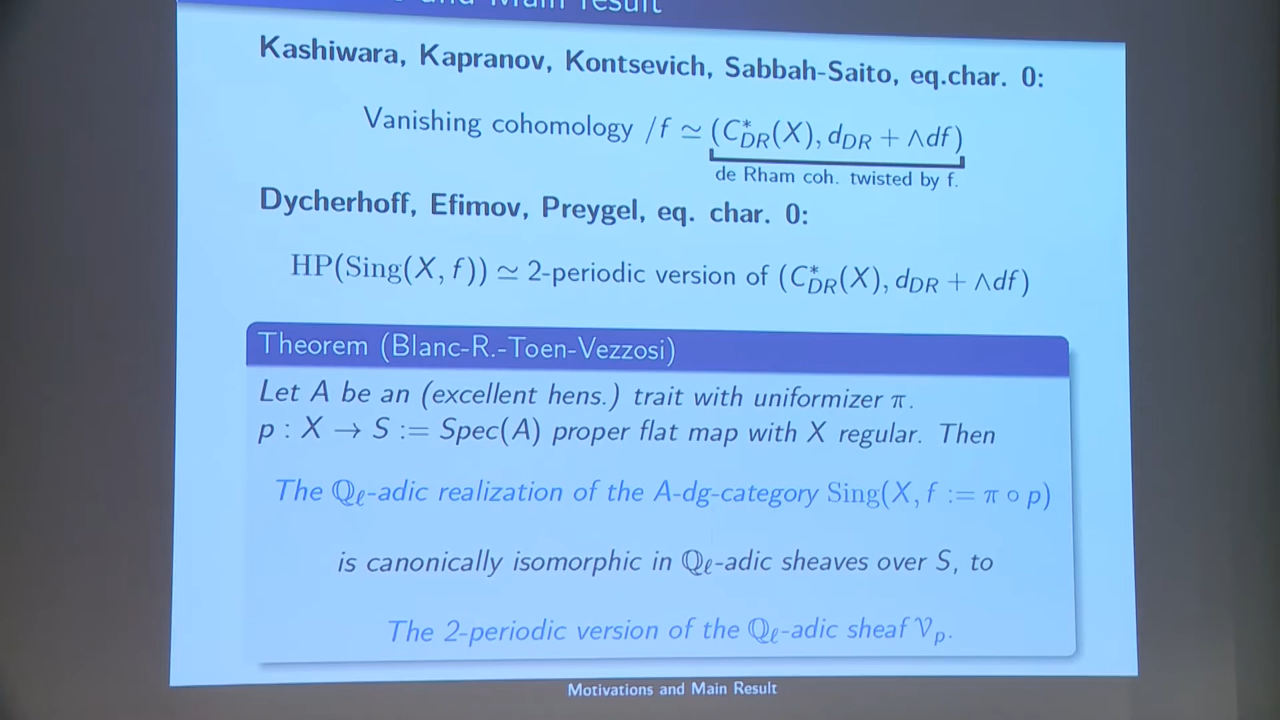 and Main result
Kashiwara, Kapranov, Kontsevich, Sabbah-Saito, eq.char. 0:
Vanishing cohomology /f ≃ (C*_DR(X), d_DR + ∧df)
de Rham coh. twisted by f.
Dycherhoff, Efimov, Preygel, eq. char. 0:
HP(Sing(X, f)) ≃ 2-periodic version of (C*_DR(X), d_DR + ∧df)
Theorem (Blanc-R.-Toen-Vezzosi)
Let A be an (excellent hens.) trait with uniformizer π.
p : X → S := Spec(A) proper flat map with X regular. Then
The ℚ_ℓ-adic realization of the A-dg-category Sing(X, f := π ∘ p)
is canonically isomorphic in ℚ_ℓ-adic sheaves over S, to
The 2-periodic version of the ℚ_ℓ-adic sheaf 𝒱_p.
Motivations and Main Result